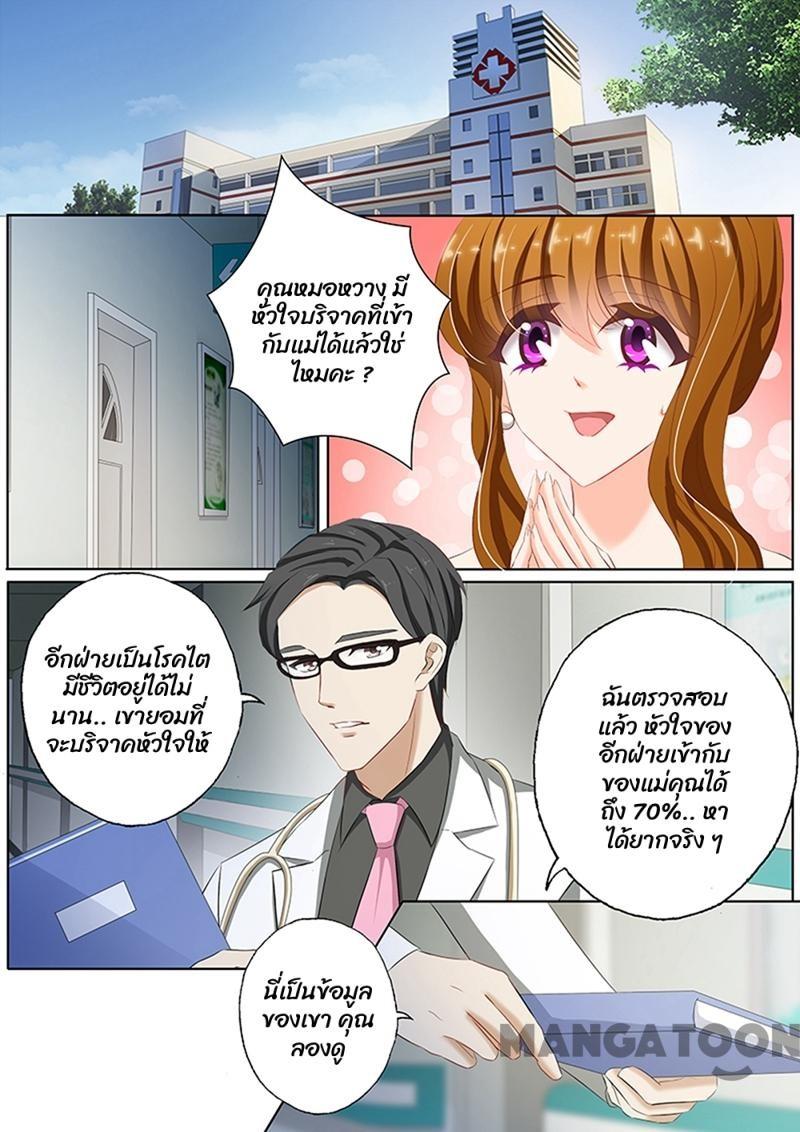 คุณหมอหวาง มี
หัวใจบริจาคที่เข้า
กับแม่ได้แล้วใช่
ไหมคะ ?
อีกฝ่ายเป็นโรคไต
มีชีวิตอยู่ได้ไม่
นาน.. เขายอมที่
จะบริจาคหัวใจให้
ฉันตรวจสอบ
แล้ว หัวใจของ
อีกฝ่ายเข้ากับ
ของแม่คุณได้
ถึง 70%.. หา
ได้ยากจริง ๆ
นี่เป็นข้อมูล
ของเขา คุณ
ลองดู
MANGATOON